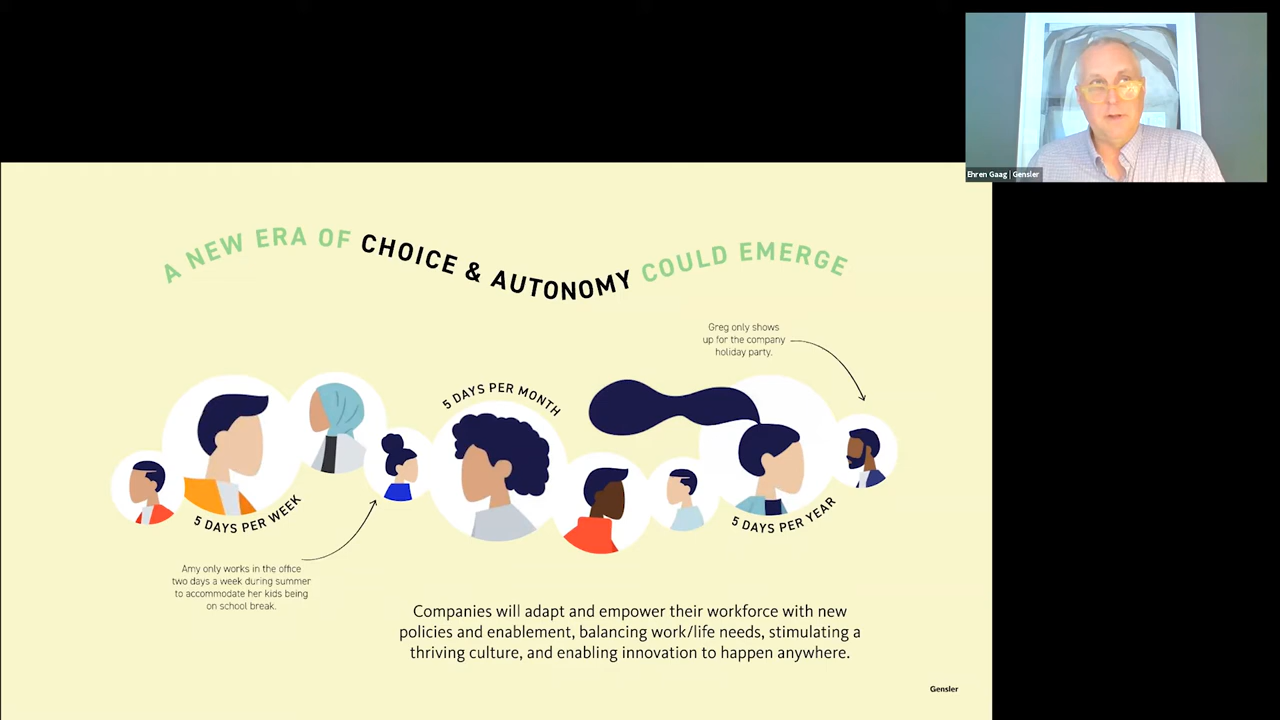 Ehren Gaag | Gensler
A NEW ERA OF CHOICE & AUTONOMY COULD EMERGE
Greg only shows
up for the company
holiday party.
5 DAYS PER MONTH
5 DAYS PER WEEK
5 DAYS PER YEAR
Amy only works in the office
two days a week during summer
to accommodate her kids being
on school break.
Companies will adapt and empower their workforce with new
policies and enablement, balancing work/life needs, stimulating a
thriving culture, and enabling innovation to happen anywhere.
Gensler